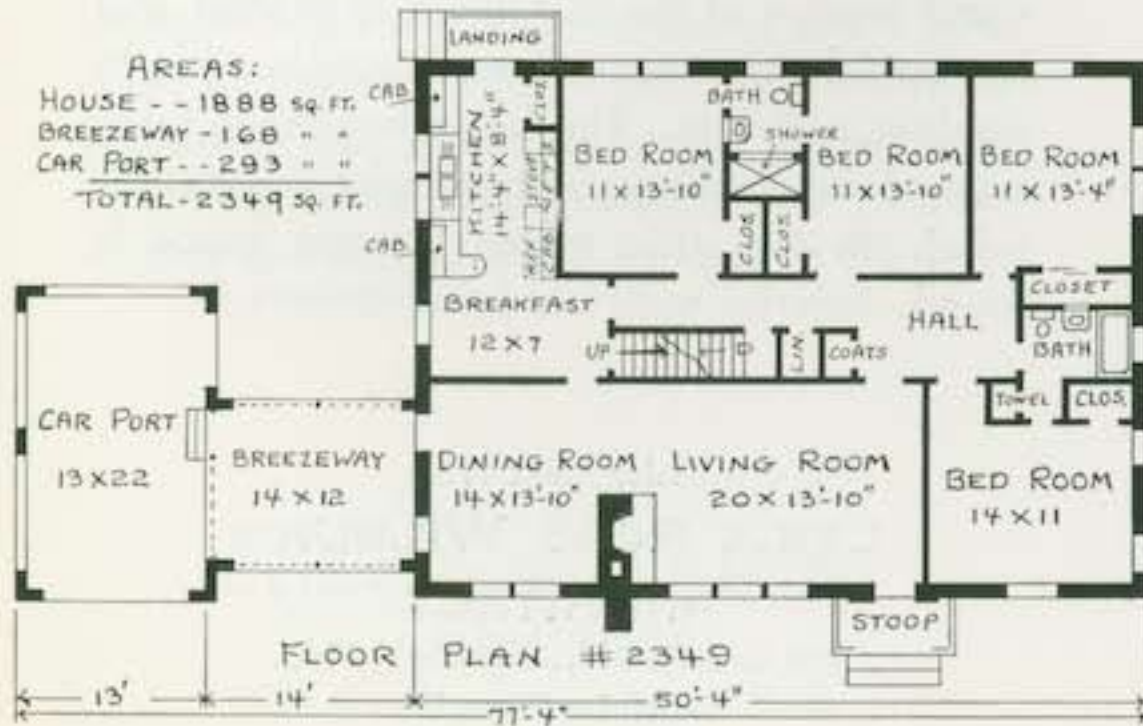 LANDING
AREAS:
HOUSE -- 1888 SQ. FT.
BREEZEWAY - 168 " "
CAR PORT -- 293 " "
TOTAL - 2349 SQ. FT.
CAB
CLOS.
KITCHEN
14'-4" X 8'-4"
CAB.
BED ROOM
11 X 13'-10"
BATH
SHOWER
CLOS.
CLOS.
BED ROOM
11 X 13'-10"
BED ROOM
11 X 13'-4"
CLOSET
BREAKFAST
12 X 7
UP
LIN.
COATS
HALL
BATH
TOWEL
CLOS.
CAR PORT
13 X 22
BREEZEWAY
14 X 12
DINING ROOM
14 X 13'-10"
LIVING ROOM
20 X 13'-10"
BED ROOM
14 X 11
STOOP
FLOOR PLAN # 2349
13'
14'
50'-4"
77'-4"